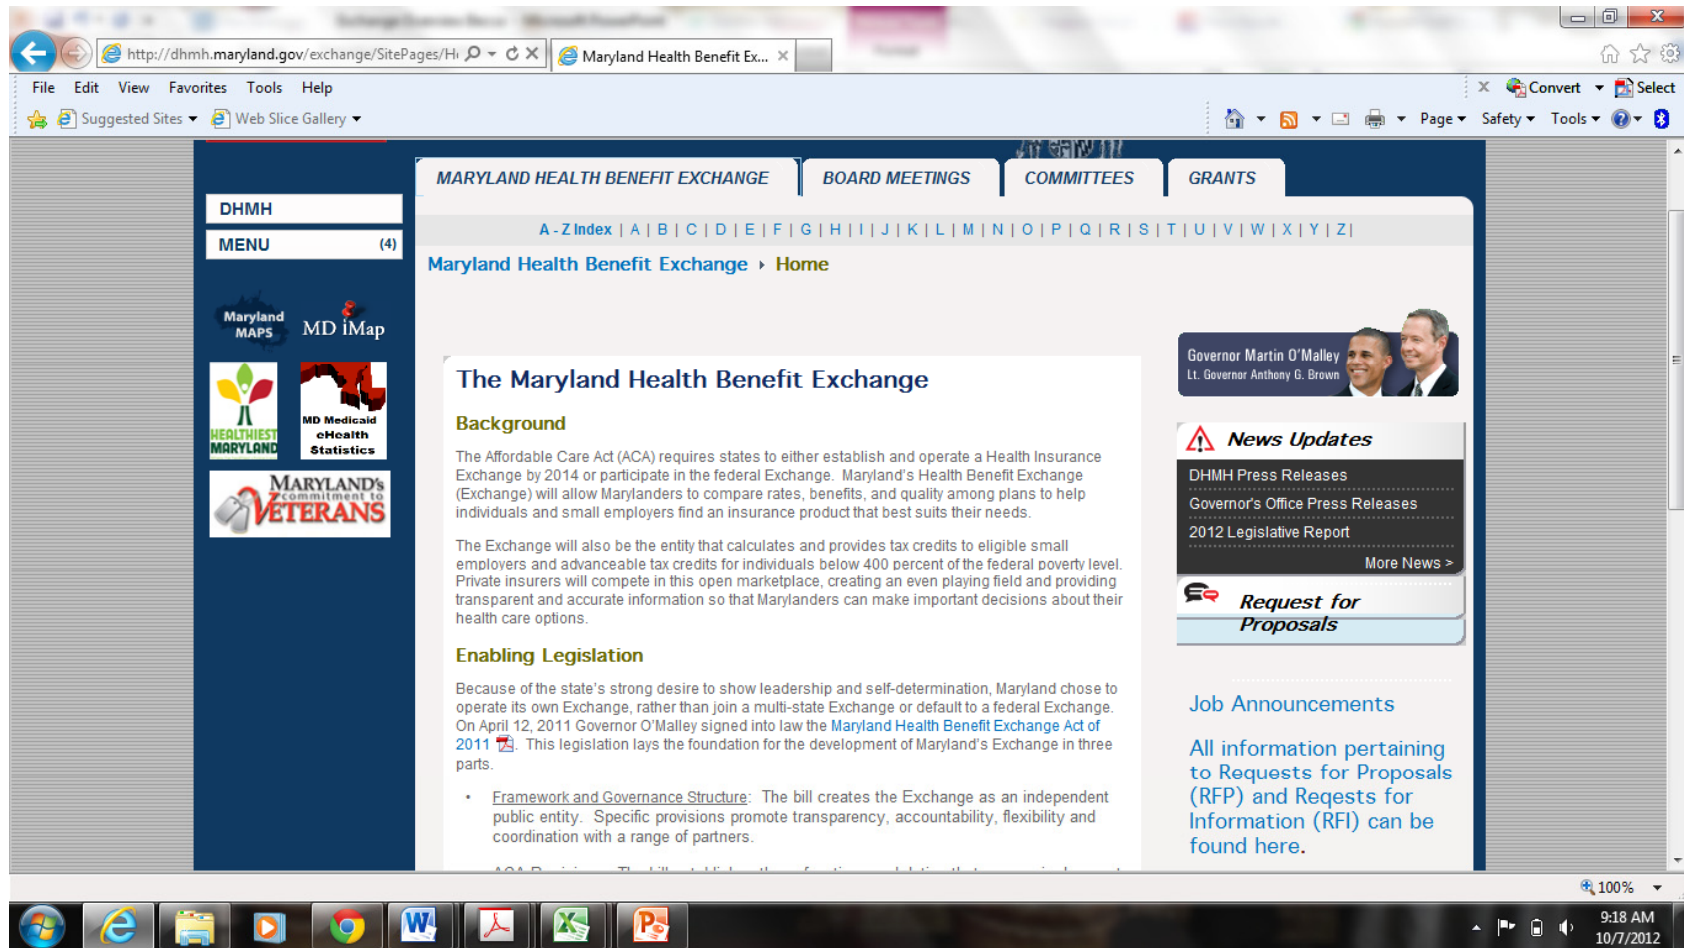 Exchange Overview Becca - Microsoft PowerPoint
http://dhmh.maryland.gov/exchange/SitePages/H
Maryland Health Benefit Ex...
File Edit View Favorites Tools Help
Convert Select
Suggested Sites Web Slice Gallery
Page Safety Tools
MARYLAND HEALTH BENEFIT EXCHANGE BOARD MEETINGS COMMITTEES GRANTS
DHMH
MENU (4)
A - Z Index | A | B | C | D | E | F | G | H | I | J | K | L | M | N | O | P | Q | R | S | T | U | V | W | X | Y | Z |
Maryland Health Benefit Exchange Home
Maryland
MAPS
MD iMap
HEALTHIEST
MARYLAND
MD Medicaid
eHealth
Statistics
MARYLAND'S
commitment to
VETERANS
The Maryland Health Benefit Exchange
Background
The Affordable Care Act (ACA) requires states to either establish and operate a Health Insurance
Exchange by 2014 or participate in the federal Exchange. Maryland's Health Benefit Exchange
(Exchange) will allow Marylanders to compare rates, benefits, and quality among plans to help
individuals and small employers find an insurance product that best suits their needs.
The Exchange will also be the entity that calculates and provides tax credits to eligible small
employers and advanceable tax credits for individuals below 400 percent of the federal poverty level.
Private insurers will compete in this open marketplace, creating an even playing field and providing
transparent and accurate information so that Marylanders can make important decisions about their
health care options.
Enabling Legislation
Because of the state's strong desire to show leadership and self-determination, Maryland chose to
operate its own Exchange, rather than join a multi-state Exchange or default to a federal Exchange.
On April 12, 2011 Governor O'Malley signed into law the Maryland Health Benefit Exchange Act of
2011 . This legislation lays the foundation for the development of Maryland's Exchange in three
parts.
• Framework and Governance Structure: The bill creates the Exchange as an independent
public entity. Specific provisions promote transparency, accountability, flexibility and
coordination with a range of partners.
Governor Martin O'Malley
Lt. Governor Anthony G. Brown
News Updates
DHMH Press Releases
Governor's Office Press Releases
2012 Legislative Report
More News >
Request for
Proposals
Job Announcements
All information pertaining
to Requests for Proposals
(RFP) and Reqests for
Information (RFI) can be
found here.
100%
9:18 AM
10/7/2012